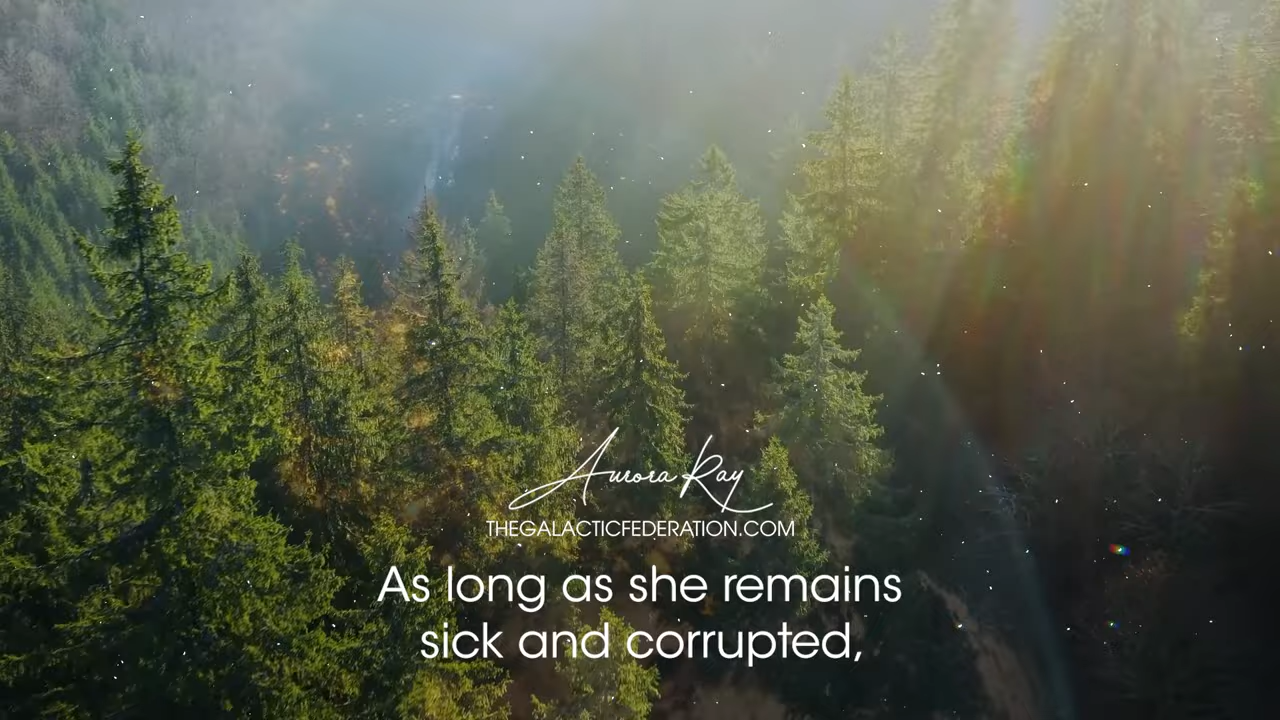 Aurora Ray
THEGALACTICFEDERATION.COM
As long as she remains
sick and corrupted,